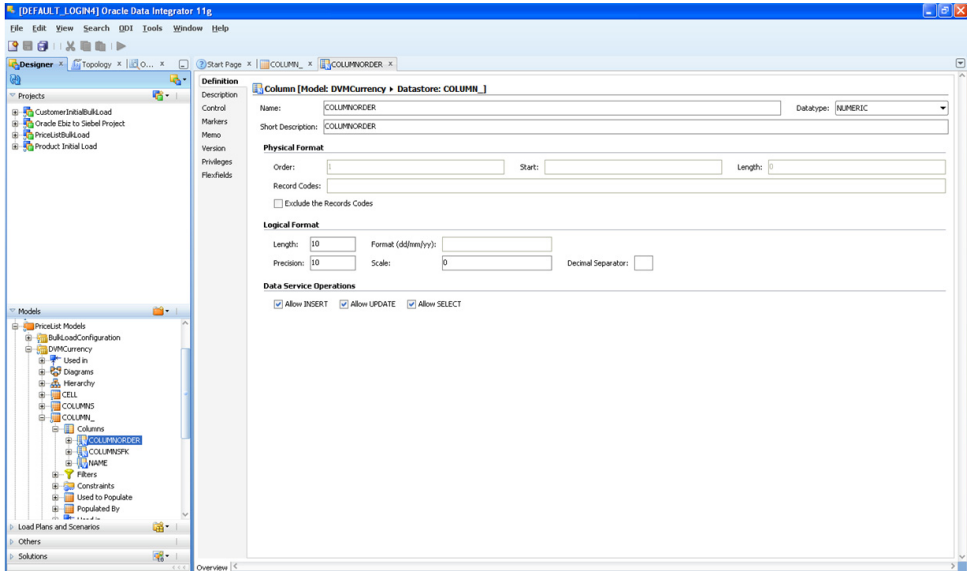 [DEFAULT_LOGIN4] Oracle Data Integrator 11g
File Edit View Search ODI Tools Window Help
Designer x Topology x O... x Start Page x COLUMN_ x COLUMNORDER x
Projects
CustomerInitialBulkLoad
Oracle Ebiz to Siebel Project
PriceListBulkLoad
Product Initial Load
Models
PriceList Models
BulkLoadConfiguration
DVMCurrency
Used in
Diagrams
Hierarchy
CELL
COLUMNS
COLUMN_
Columns
COLUMNORDER
COLUMNSFK
NAME
Filters
Constraints
Used to Populate
Populated By
Used in
Load Plans and Scenarios
Others
Solutions
Definition
Description
Control
Markers
Memo
Version
Privileges
Flexfields
Column [Model: DVMCurrency ▸ Datastore: COLUMN_]
Name: COLUMNORDER Datatype: NUMERIC
Short Description: COLUMNORDER
Physical Format
Order: 1 Start: Length: 0
Record Codes:
Exclude the Records Codes
Logical Format
Length: 10 Format (dd/mm/yy):
Precision: 10 Scale: 0 Decimal Separator:
Data Service Operations
Allow INSERT Allow UPDATE Allow SELECT
Overview